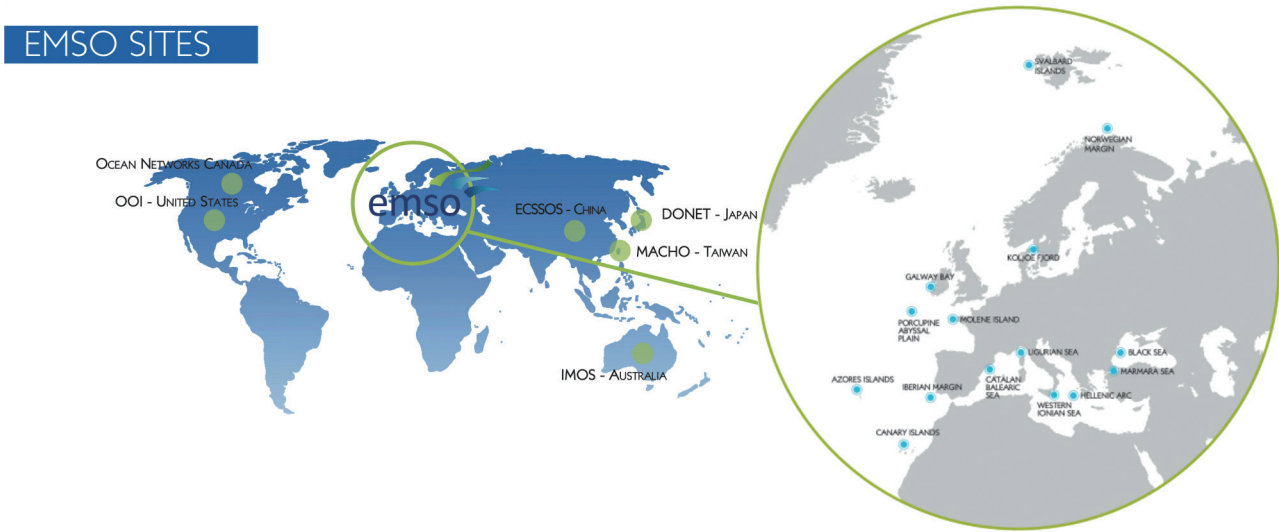 EMSO SITES
OCEAN NETWORKS CANADA
OOI - UNITED STATES
emso
ECSSOS - CHINA
DONET - JAPAN
MACHO - TAIWAN
IMOS - AUSTRALIA
SVALBARD
ISLANDS
NORWEGIAN
MARGIN
KOLJOE FJORD
GALWAY BAY
PORCUPINE
ABYSSAL
PLAIN
MOLENE ISLAND
LIGURIAN SEA
BLACK SEA
MARMARA SEA
AZORES ISLANDS
IBERIAN MARGIN
CATALAN
BALEARIC
SEA
WESTERN
IONIAN SEA
HELLENIC ARC
CANARY ISLANDS